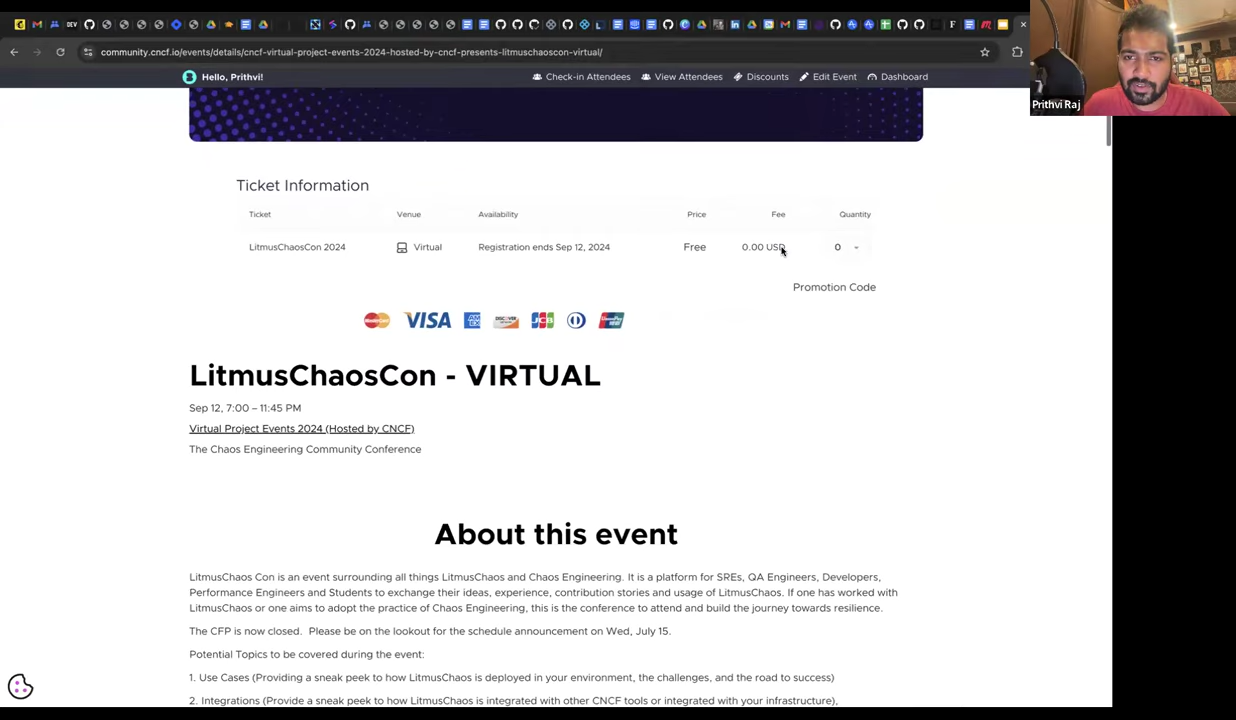 DEV
community.cncf.io/events/details/cncf-virtual-project-events-2024-hosted-by-cncf-presents-litmuschaoscon-virtual/
Hello, Prithvi!
Check-in Attendees
View Attendees
Discounts
Edit Event
Dashboard
Prithvi Raj
Ticket Information
Ticket Venue Availability Price Fee Quantity
LitmusChaosCon 2024 Virtual Registration ends Sep 12, 2024 Free 0.00 USD 0
Promotion Code
VISA
DISCOVER
JCB
LitmusChaosCon - VIRTUAL
Sep 12, 7:00 – 11:45 PM
Virtual Project Events 2024 (Hosted by CNCF)
The Chaos Engineering Community Conference
About this event
LitmusChaos Con is an event surrounding all things LitmusChaos and Chaos Engineering. It is a platform for SREs, QA Engineers, Developers,
Performance Engineers and Students to exchange their ideas, experience, contribution stories and usage of LitmusChaos. If one has worked with
LitmusChaos or one aims to adopt the practice of Chaos Engineering, this is the conference to attend and build the journey towards resilience.
The CFP is now closed.  Please be on the lookout for the schedule announcement on Wed, July 15.
Potential Topics to be covered during the event:
1. Use Cases (Providing a sneak peek to how LitmusChaos is deployed in your environment, the challenges, and the road to success)
2. Integrations (Provide a sneak peek to how LitmusChaos is integrated with other CNCF tools or integrated with your infrastructure),